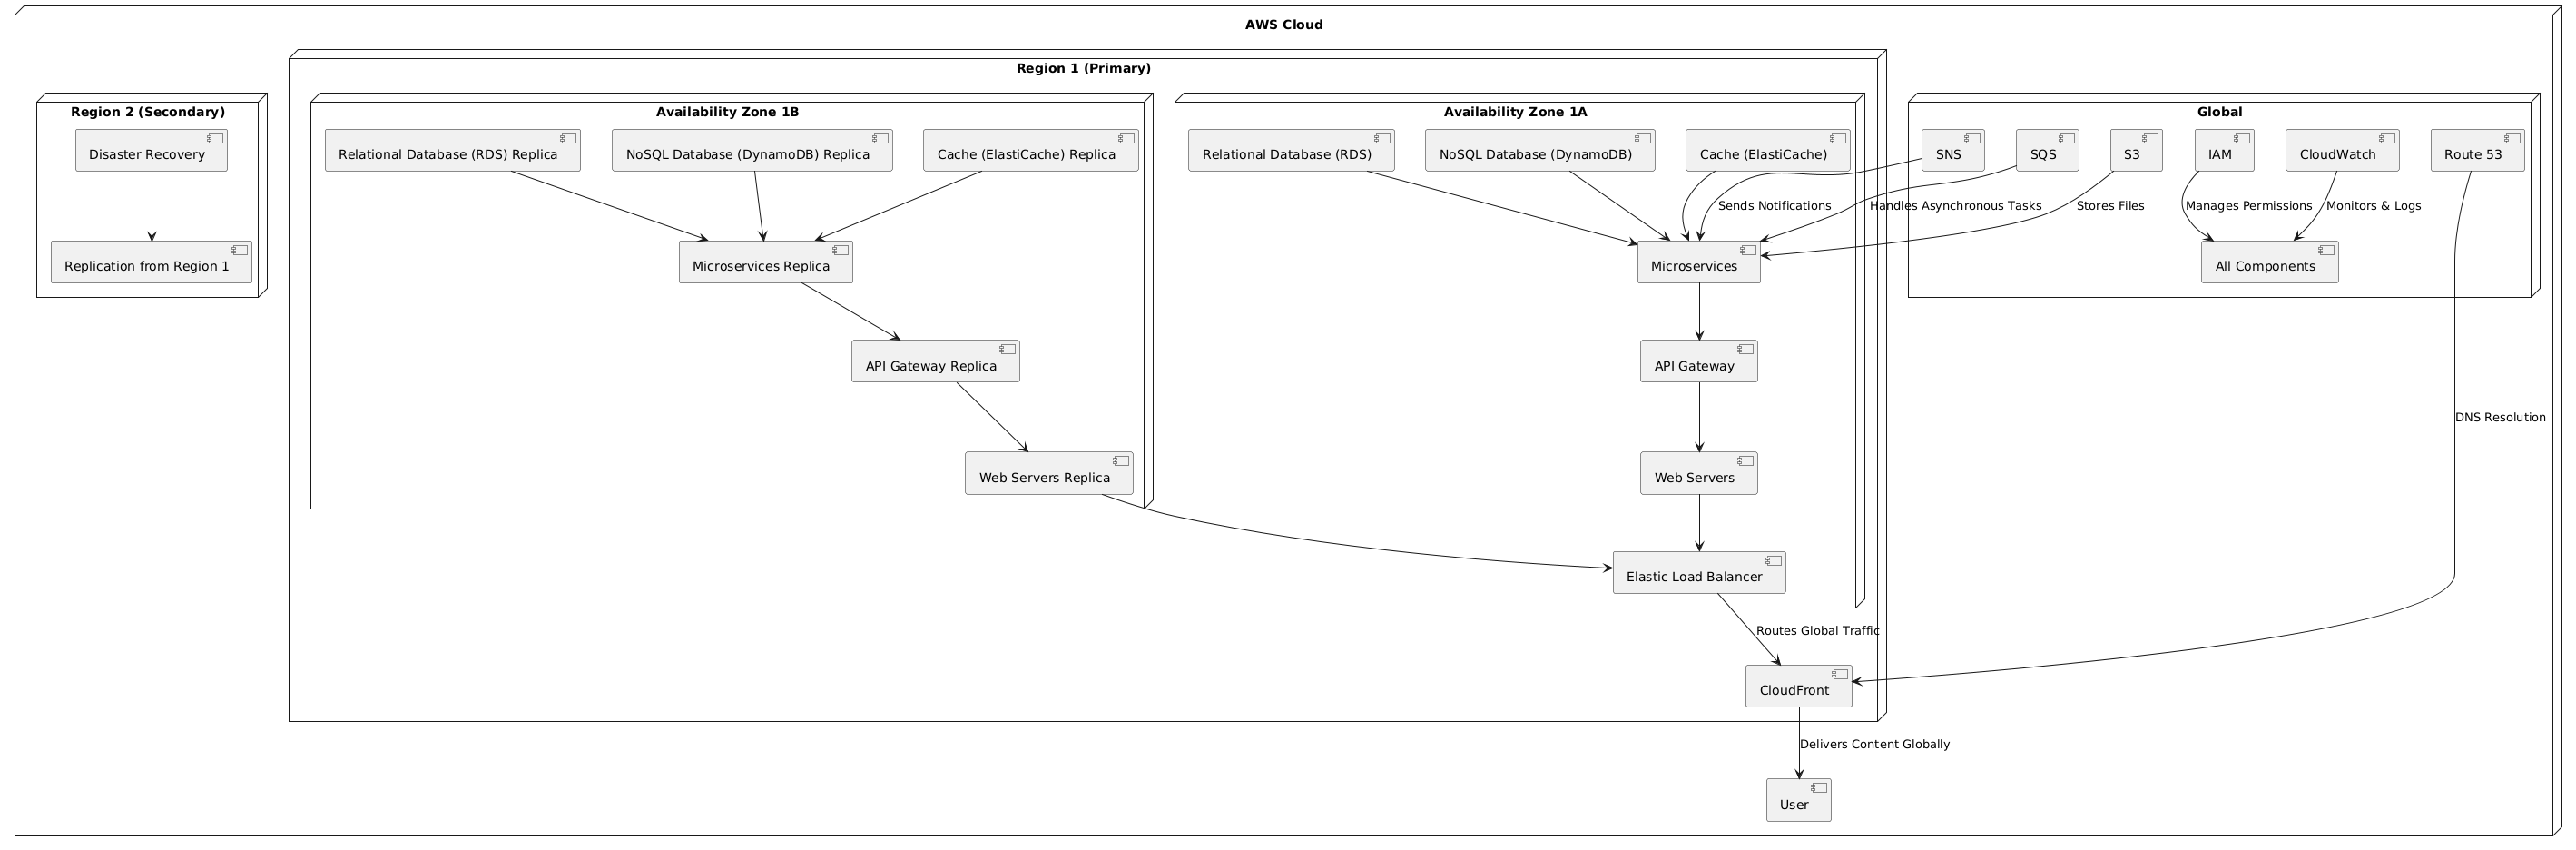 AWS Cloud
Region 1 (Primary)
Region 2 (Secondary)
Availability Zone 1B
Availability Zone 1A
Global
Disaster Recovery
Relational Database (RDS) Replica
NoSQL Database (DynamoDB) Replica
Cache (ElastiCache) Replica
Relational Database (RDS)
NoSQL Database (DynamoDB)
Cache (ElastiCache)
SNS
SQS
S3
IAM
CloudWatch
Route 53
Sends Notifications
Handles Asynchronous Tasks
Stores Files
Manages Permissions
Monitors & Logs
Replication from Region 1
Microservices Replica
Microservices
All Components
API Gateway Replica
API Gateway
DNS Resolution
Web Servers Replica
Web Servers
Elastic Load Balancer
Routes Global Traffic
CloudFront
Delivers Content Globally
User